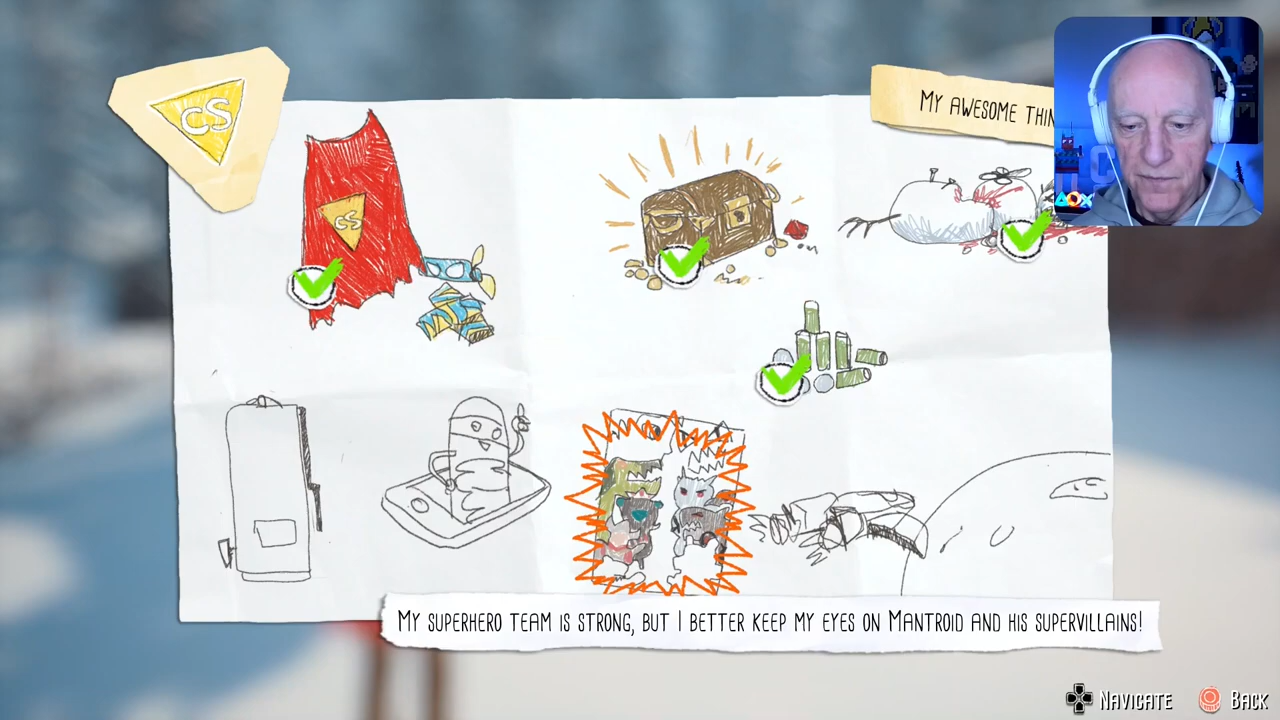 CS
MY AWESOME THIN
CS
MY SUPERHERO TEAM IS STRONG, BUT I BETTER KEEP MY EYES ON MANTROID AND HIS SUPERVILLAINS!
NAVIGATE BACK